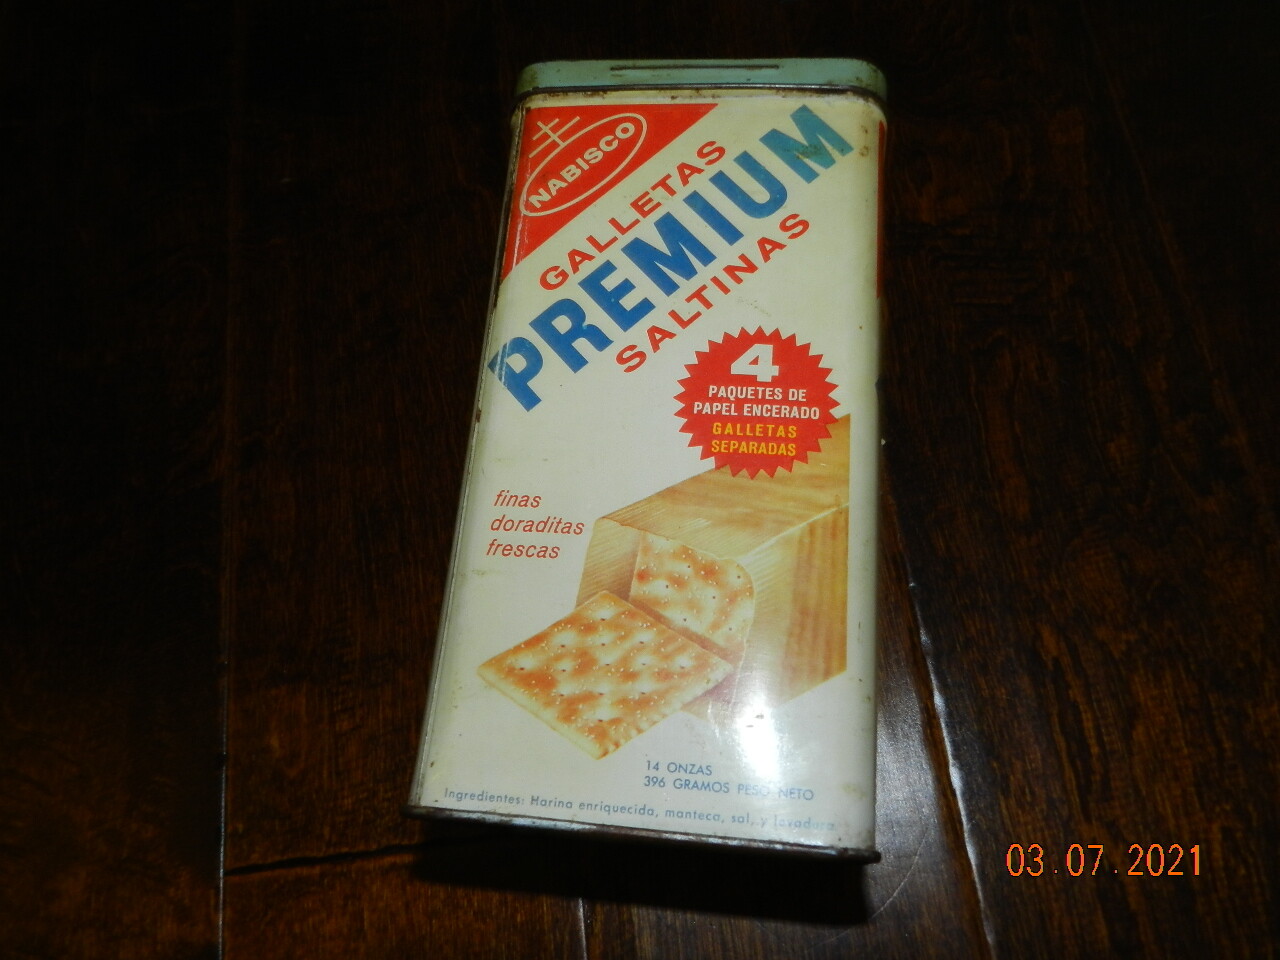 NABISCO
GALLETAS
PREMIUM
SALTINAS
4
PAQUETES DE
PAPEL ENCERADO
GALLETAS
SEPARADAS
finas
doraditas
frescas
14 ONZAS
396 GRAMOS PESO NETO
Ingredientes: Harina enriquecida, manteca, sal, y levadura
03.07.2021